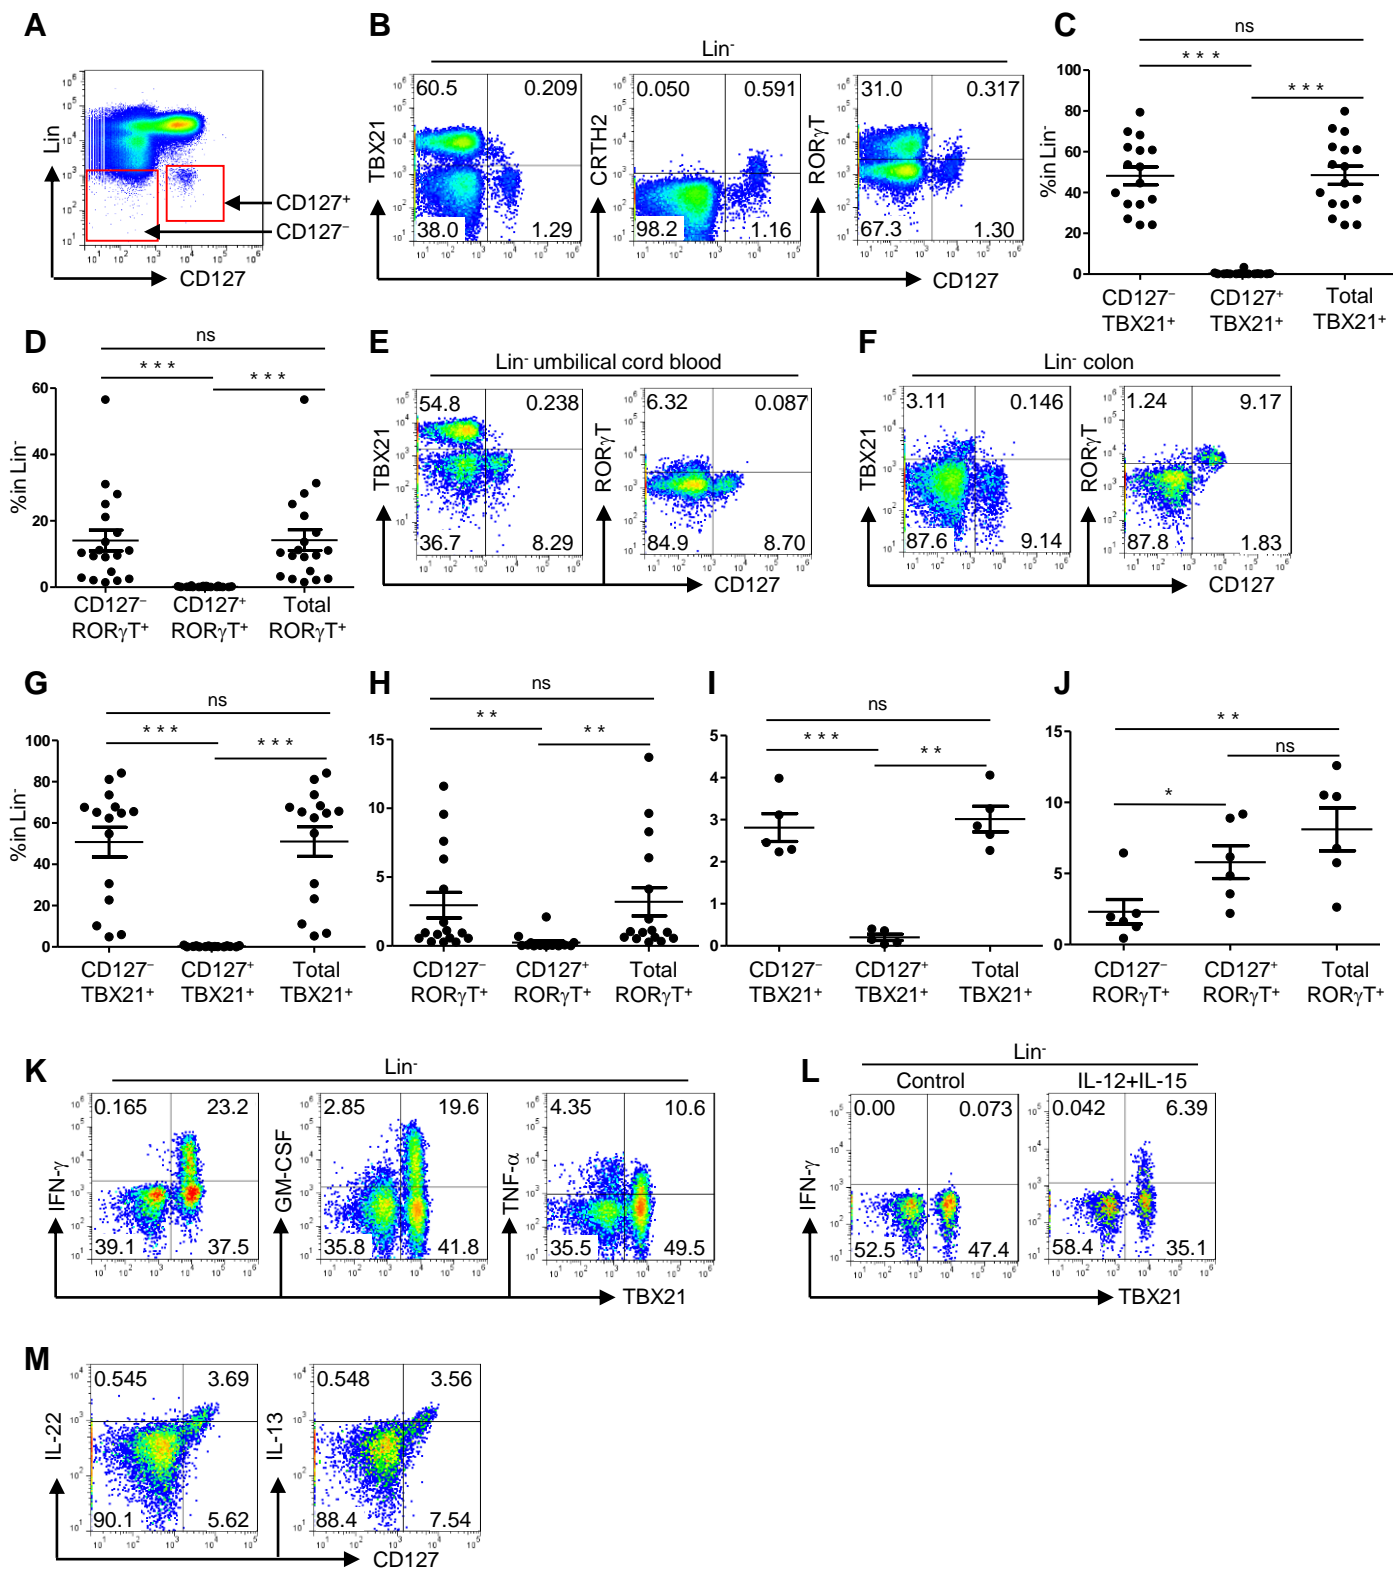 A
Lin
10⁶
10⁵
10⁴
10³
10²
10¹
10¹ 10² 10³ 10⁴ 10⁵ 10⁶
CD127⁺
CD127⁻
CD127
B
Lin⁻
TBX21
60.5 0.209
38.0 1.29
CRTH2
0.050 0.591
98.2 1.16
RORγT
31.0 0.317
67.3 1.30
CD127
C
ns
* * *
* * *
%in Lin⁻
100
80
60
40
20
0
CD127⁻ CD127⁺ Total
TBX21⁺ TBX21⁺ TBX21⁺
D
ns
* * *
* * *
%in Lin⁻
60
40
20
0
CD127⁻ CD127⁺ Total
RORγT⁺ RORγT⁺ RORγT⁺
E
Lin⁻ umbilical cord blood
TBX21
54.8 0.238
36.7 8.29
RORγT
6.32 0.087
84.9 8.70
CD127
F
Lin⁻ colon
TBX21
3.11 0.146
87.6 9.14
RORγT
1.24 9.17
87.8 1.83
CD127
G
ns
* * *
* * *
%in Lin⁻
100
80
60
40
20
0
CD127⁻ CD127⁺ Total
TBX21⁺ TBX21⁺ TBX21⁺
H
ns
* *
* *
15
10
5
0
CD127⁻ CD127⁺ Total
RORγT⁺ RORγT⁺ RORγT⁺
I
ns
* * *
* *
5
4
3
2
1
0
CD127⁻ CD127⁺ Total
TBX21⁺ TBX21⁺ TBX21⁺
J
* *
ns
*
15
10
5
0
CD127⁻ CD127⁺ Total
RORγT⁺ RORγT⁺ RORγT⁺
K
Lin⁻
IFN-γ
0.165 23.2
39.1 37.5
GM-CSF
2.85 19.6
35.8 41.8
TNF-α
4.35 10.6
35.5 49.5
TBX21
L
Lin⁻
Control IL-12+IL-15
IFN-γ
0.00 0.073
52.5 47.4
0.042 6.39
58.4 35.1
TBX21
M
IL-22
0.545 3.69
90.1 5.62
IL-13
0.548 3.56
88.4 7.54
CD127